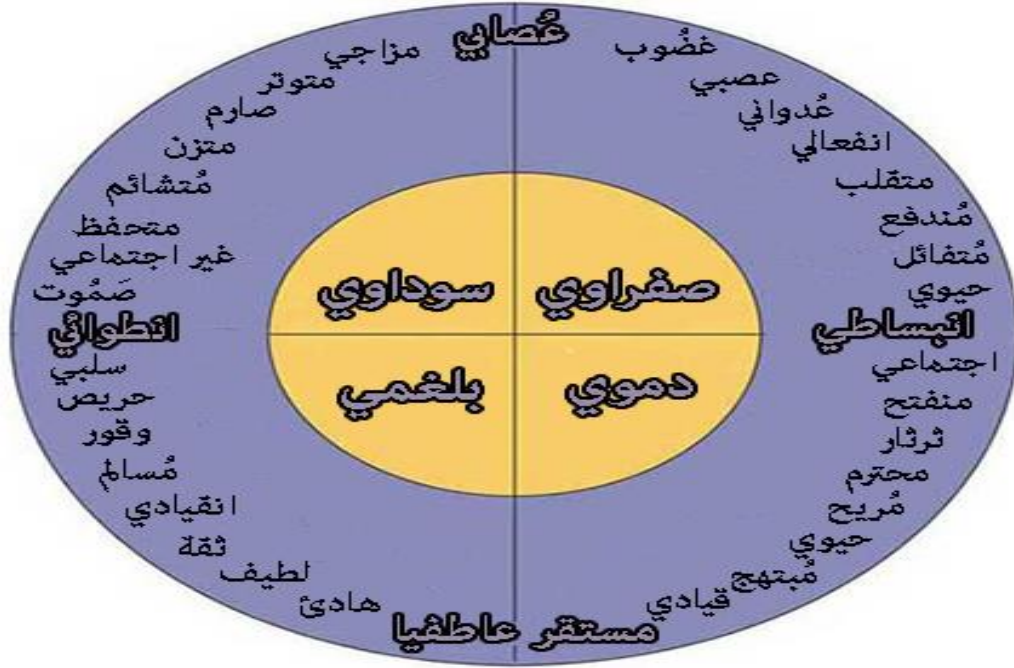 عُصابي
غضُوب
عصبي
عُدواني
انفعالي
متقلب
مُندفع
مُتفائل
حيوي
انبساطي
اجتماعي
منفتح
ثرثار
محترم
مُريح
حيوي
مُبتهج
قيادي
مستقر عاطفيا
مزاجي
متوتر
صارم
متزن
مُتشائم
متحفظ
غير اجتماعي
صَمُوت
انطوائي
سلبي
حريص
وقور
مُسالم
انقيادي
ثقة
لطيف
هادئ
صفراوي
سوداوي
دموي
بلغمي